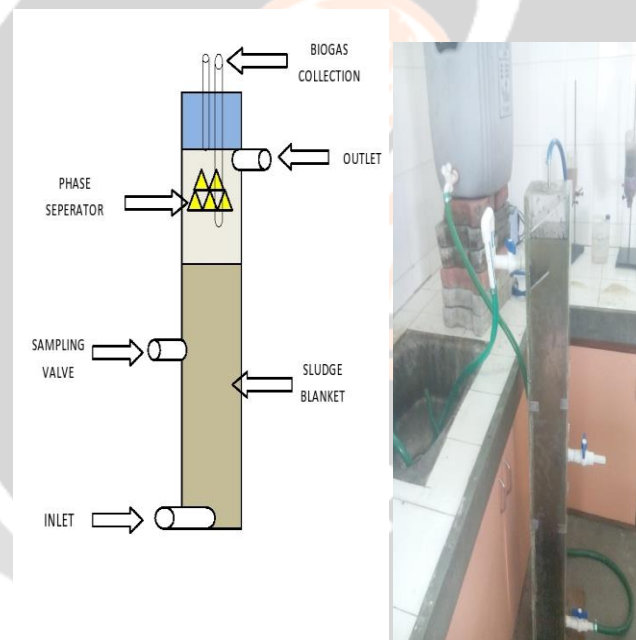 BIOGAS
COLLECTION
OUTLET
PHASE
SEPERATOR
SAMPLING
VALVE
SLUDGE
BLANKET
INLET